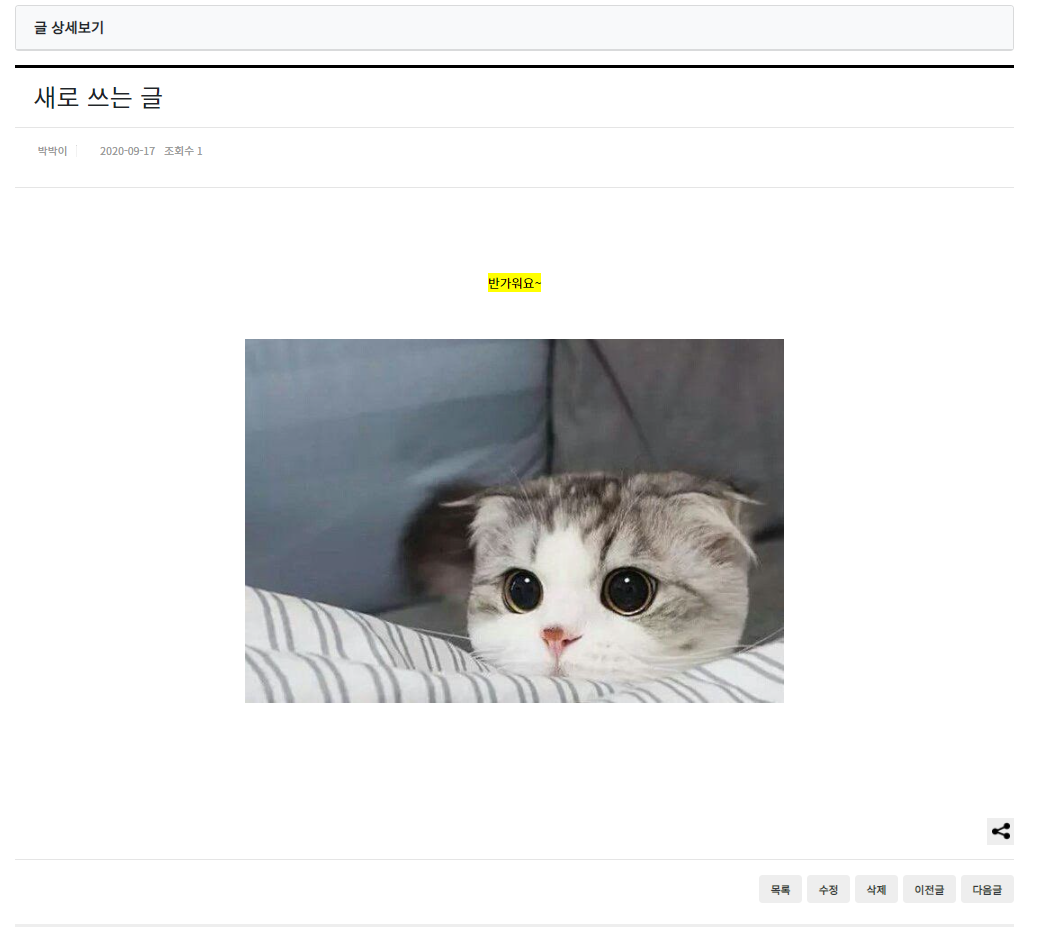 글 상세보기
새로 쓰는 글
박박이 2020-09-17 조회수 1
반가워요~
목록 수정 삭제 이전글 다음글